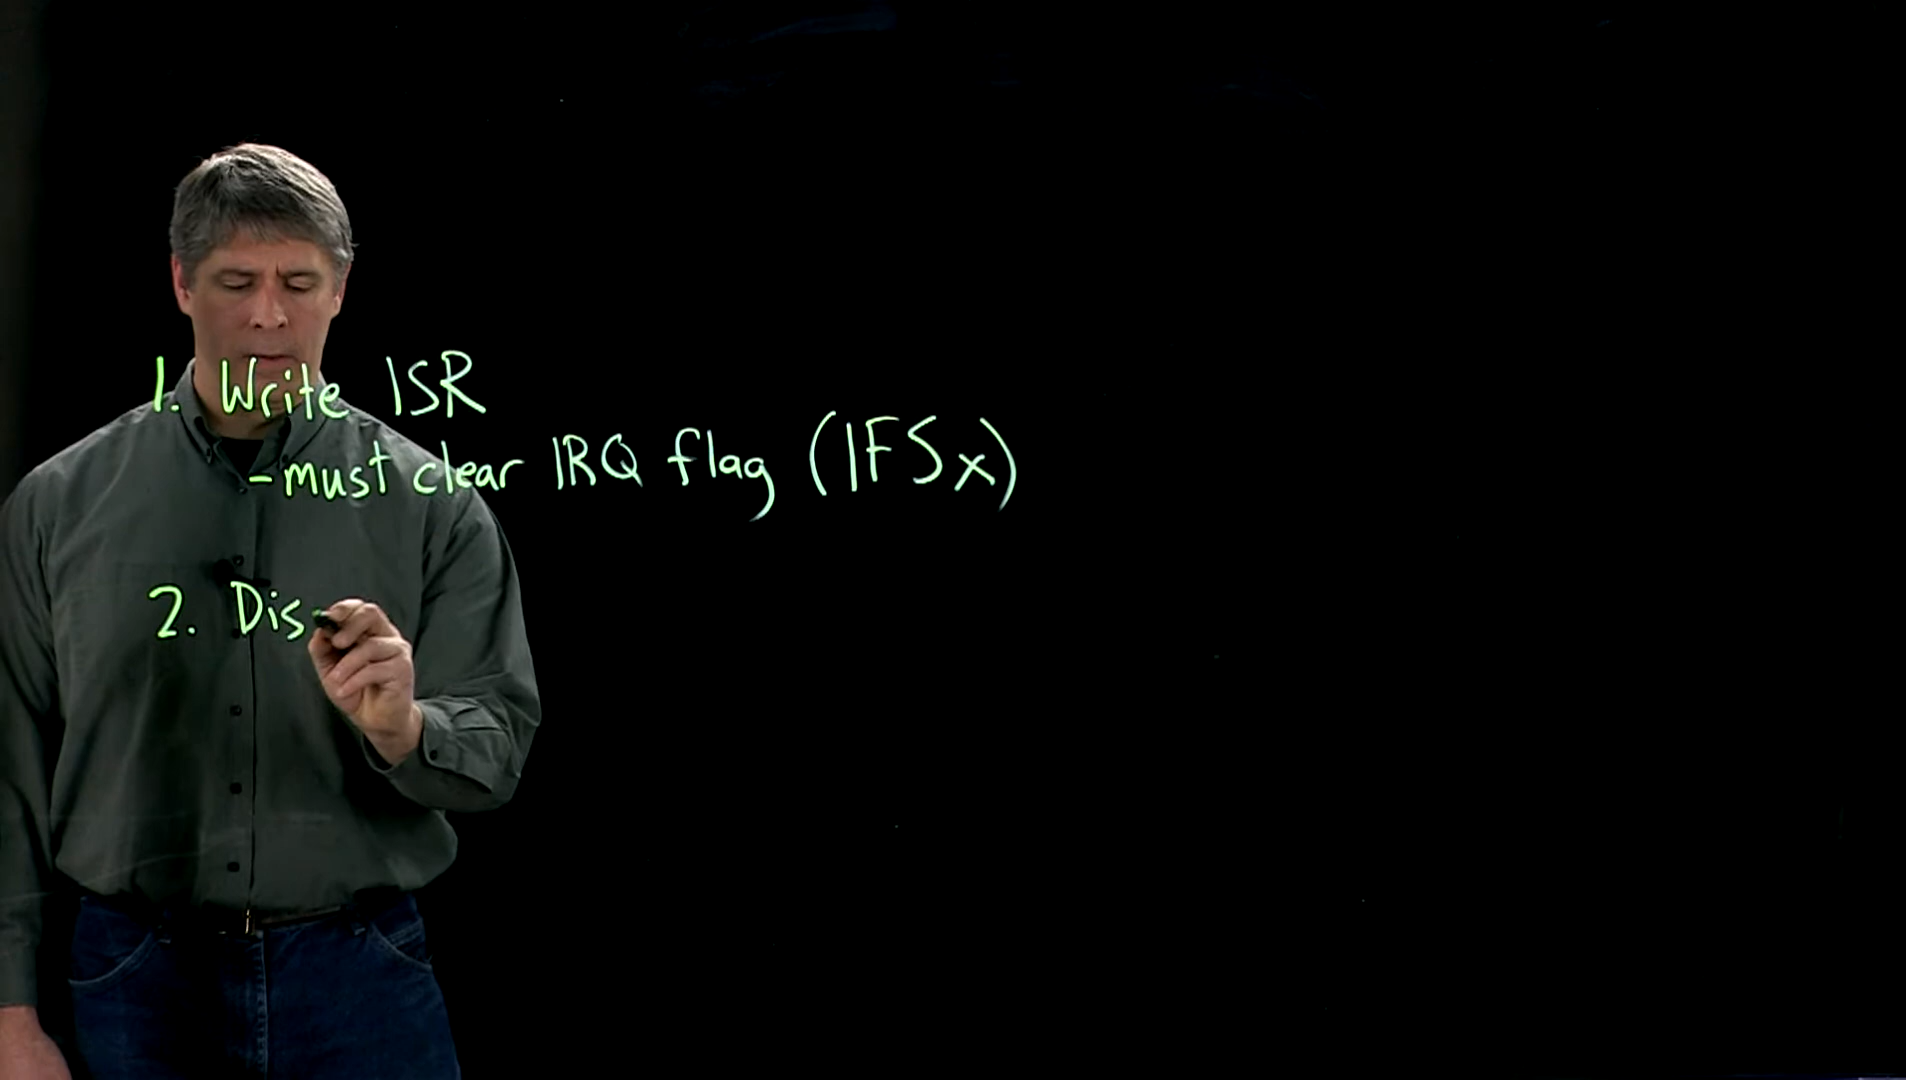 1. Write ISR
- must clear IRQ flag (IFSx)
2. Dis